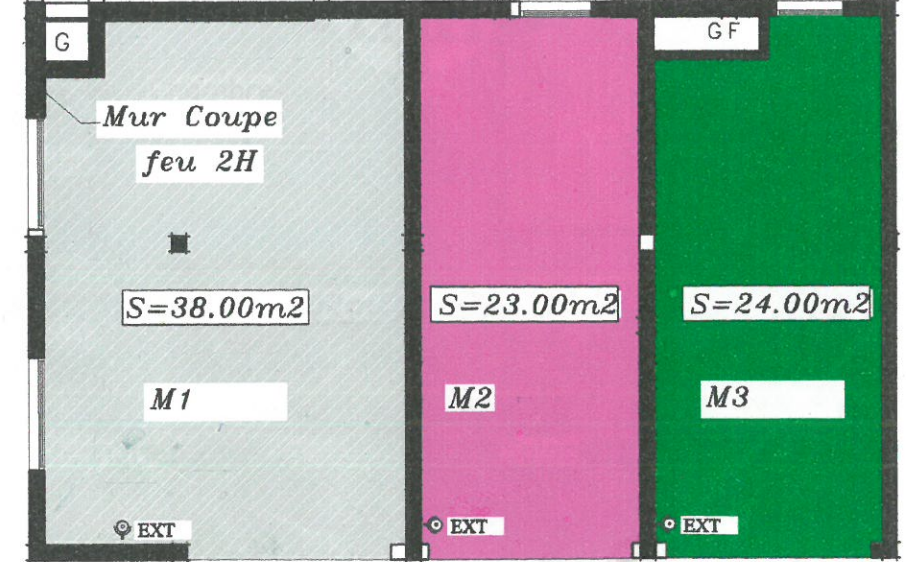 G
GF
Mur Coupe
feu 2H
S=38.00m2
S=23.00m2
S=24.00m2
M1
M2
M3
EXT
EXT
EXT